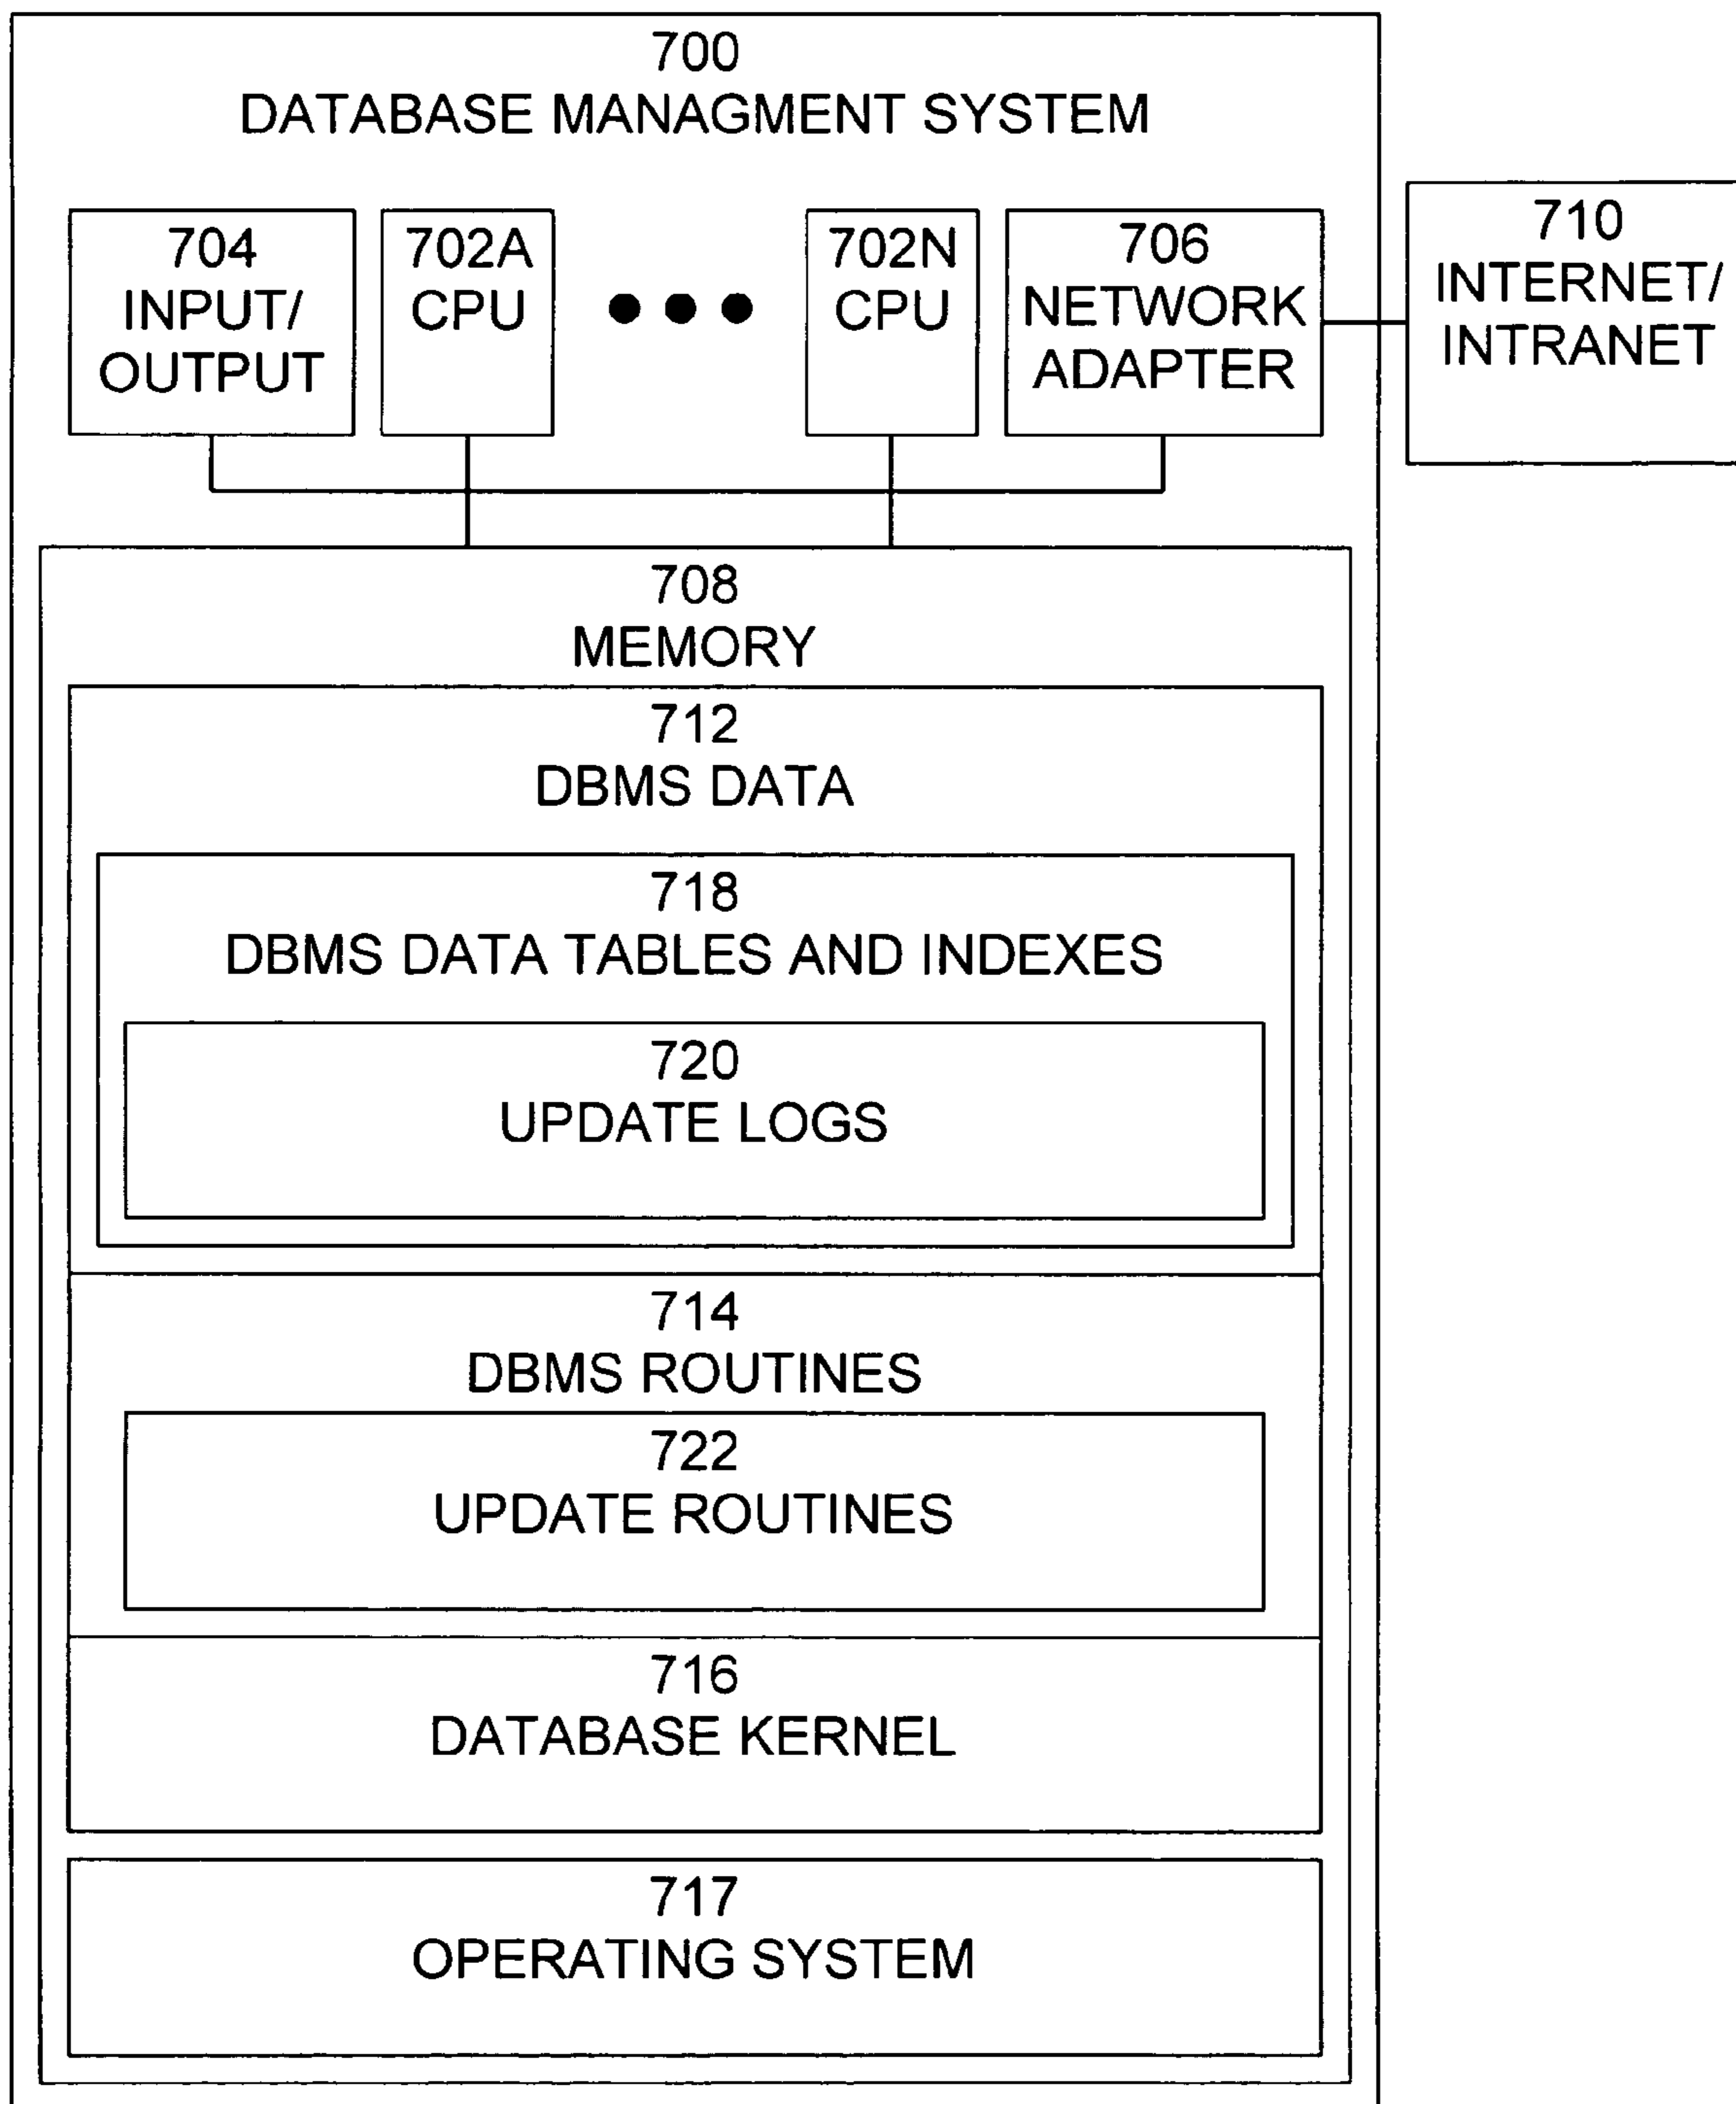 700
DATABASE MANAGMENT SYSTEM
704
INPUT/
OUTPUT
702A
CPU
702N
CPU
706
NETWORK
ADAPTER
710
INTERNET/
INTRANET
708
MEMORY
712
DBMS DATA
718
DBMS DATA TABLES AND INDEXES
720
UPDATE LOGS
714
DBMS ROUTINES
722
UPDATE ROUTINES
716
DATABASE KERNEL
717
OPERATING SYSTEM